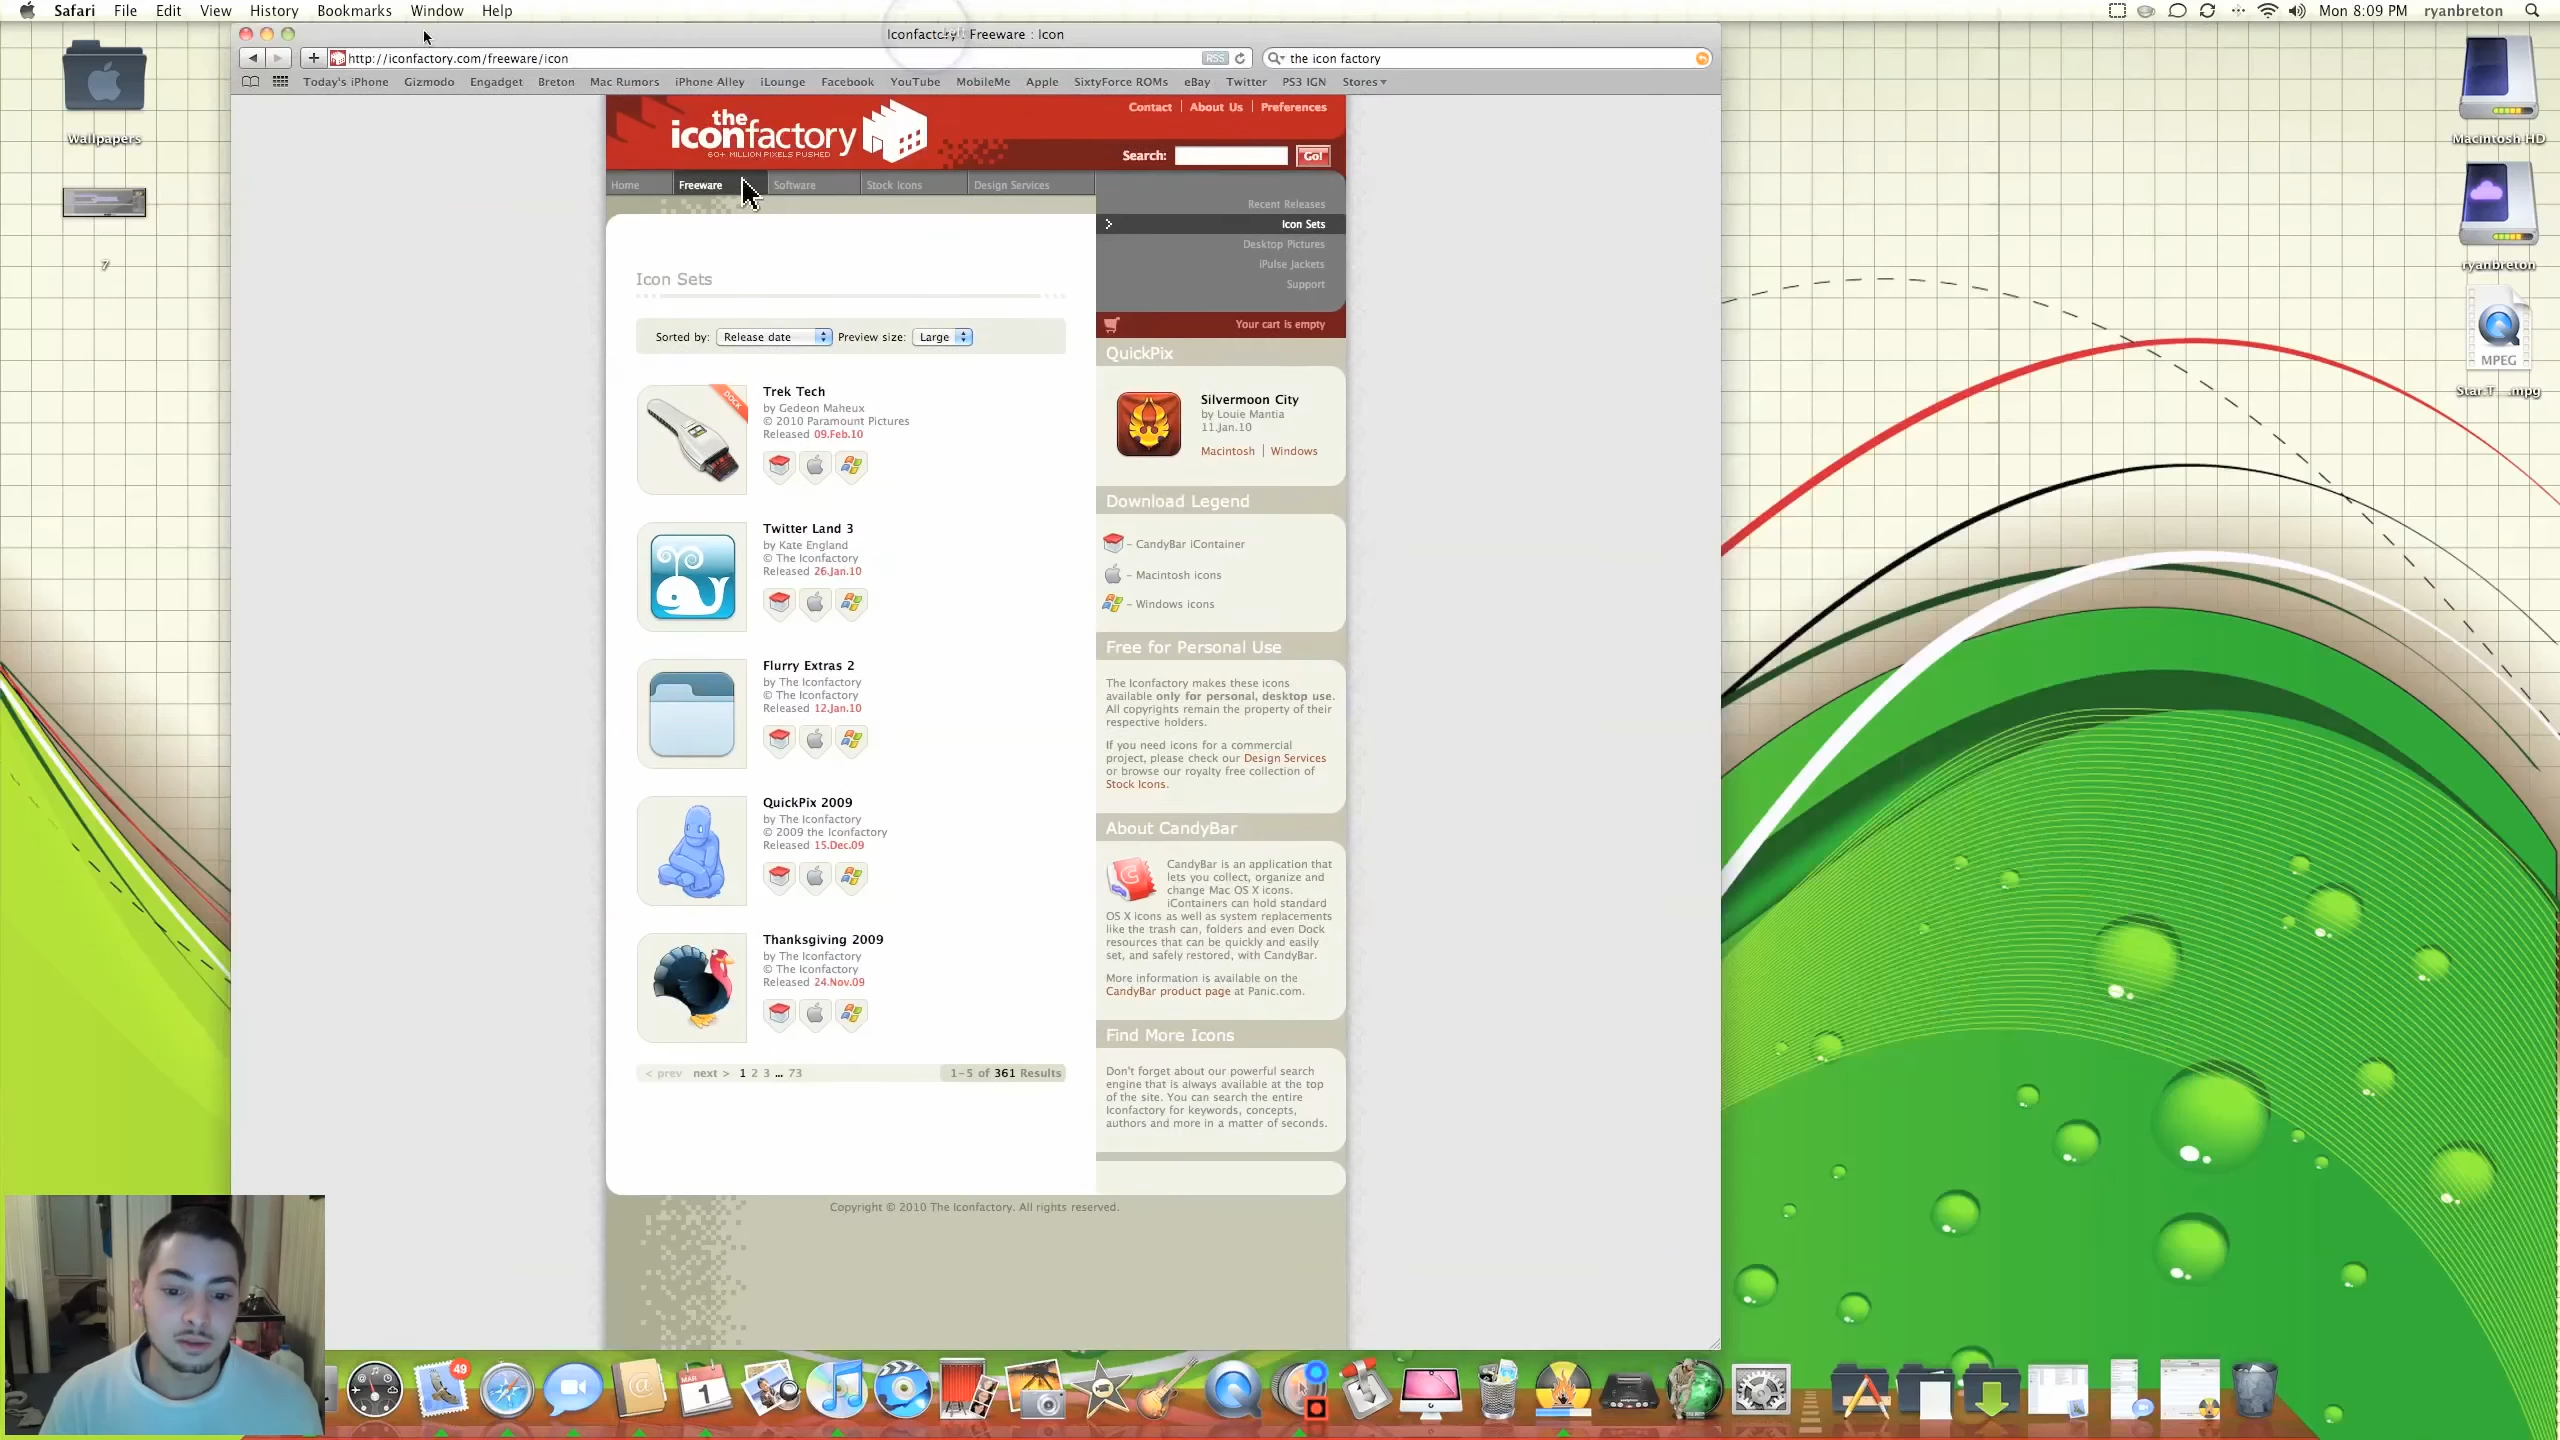 Safari File Edit View History Bookmarks Window Help
Mon 8:09 PM ryanbreton
Iconfactory : Freeware : Icon
http://iconfactory.com/freeware/icon
RSS
the icon factory
Today's iPhone Gizmodo Engadget Breton Mac Rumors iPhone Alley iLounge Facebook YouTube MobileMe Apple SixtyForce ROMs eBay Twitter PS3 IGN Stores
Wallpapers
7
Macintosh HD
ryanbreton
MPEG
Star.T....mpg
the
iconfactory
60+ MILLION PIXELS PUSHED
Contact About Us Preferences
Search: Go!
Home Freeware Software Stock Icons Design Services
Recent Releases
Icon Sets
Desktop Pictures
iPulse Jackets
Support
Your cart is empty
Icon Sets
Sorted by: Release date Preview size: Large
DOCK
Trek Tech
by Gedeon Maheux
© 2010 Paramount Pictures
Released 09.Feb.10
Twitter Land 3
by Kate England
© The Iconfactory
Released 26.Jan.10
Flurry Extras 2
by The Iconfactory
© The Iconfactory
Released 12.Jan.10
QuickPix 2009
by The Iconfactory
© 2009 the Iconfactory
Released 15.Dec.09
Thanksgiving 2009
by The Iconfactory
© The Iconfactory
Released 24.Nov.09
< prev next > 1 2 3 ... 73
1-5 of 361 Results
QuickPix
Silvermoon City
by Louie Mantia
11.Jan.10
Macintosh | Windows
Download Legend
– CandyBar iContainer
– Macintosh icons
– Windows icons
Free for Personal Use
The Iconfactory makes these icons
available only for personal, desktop use.
All copyrights remain the property of their
respective holders.
If you need icons for a commercial
project, please check our Design Services
or browse our royalty free collection of
Stock Icons.
About CandyBar
CandyBar is an application that
lets you collect, organize and
change Mac OS X icons.
iContainers can hold standard
OS X icons as well as system replacements
like the trash can, folders and even Dock
resources that can be quickly and easily
set, and safely restored, with CandyBar.
More information is available on the
CandyBar product page at Panic.com.
Find More Icons
Don't forget about our powerful search
engine that is always available at the top
of the site. You can search the entire
Iconfactory for keywords, concepts,
authors and more in a matter of seconds.
Copyright © 2010 The Iconfactory. All rights reserved.
49
MAR
1